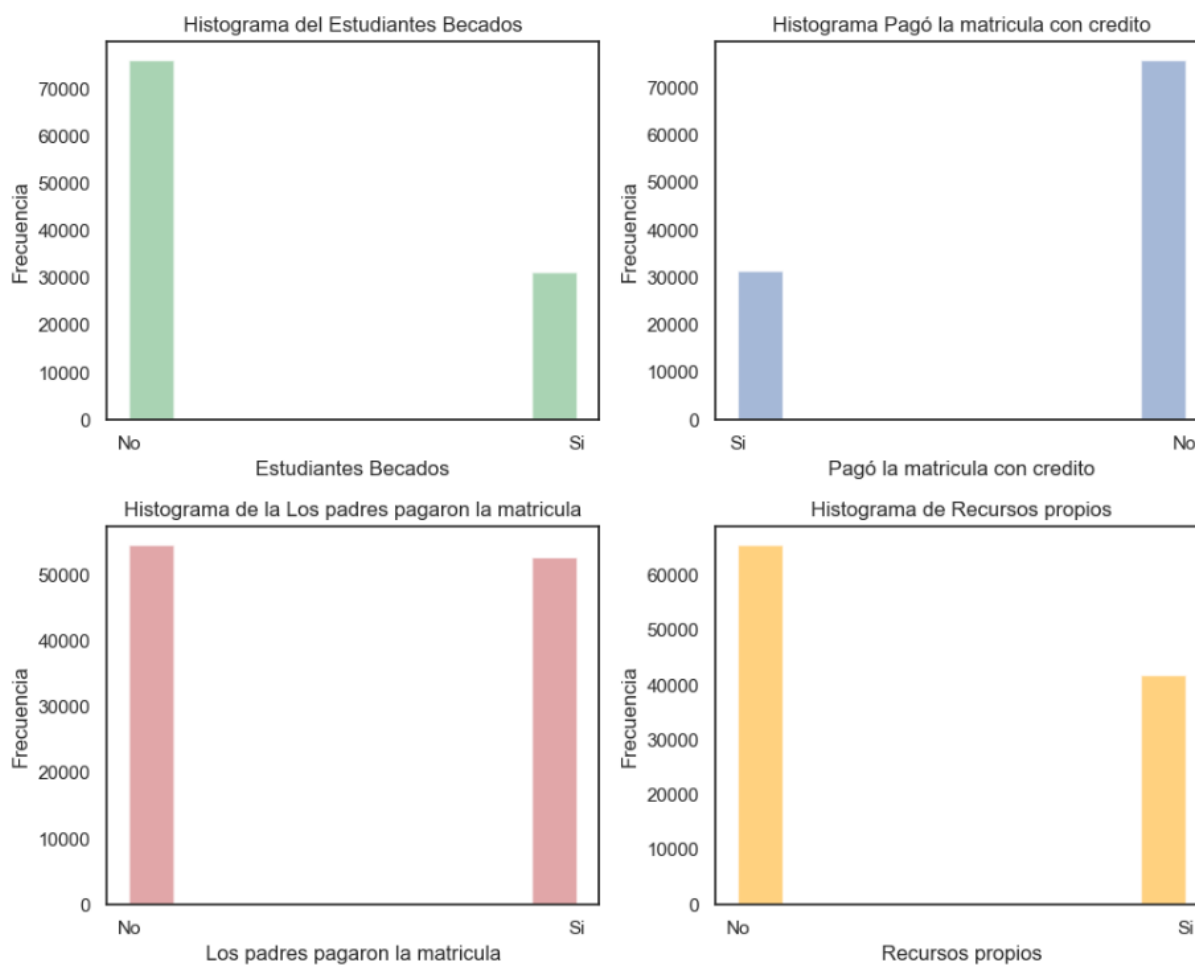 Histograma del Estudiantes Becados
70000
60000
50000
40000
30000
20000
10000
0
Frecuencia
No
Si
Estudiantes Becados
Histograma Pagó la matricula con credito
70000
60000
50000
40000
30000
20000
10000
0
Frecuencia
Si
No
Pagó la matricula con credito
Histograma de la Los padres pagaron la matricula
50000
40000
30000
20000
10000
0
Frecuencia
No
Si
Los padres pagaron la matricula
Histograma de Recursos propios
60000
50000
40000
30000
20000
10000
0
Frecuencia
No
Si
Recursos propios